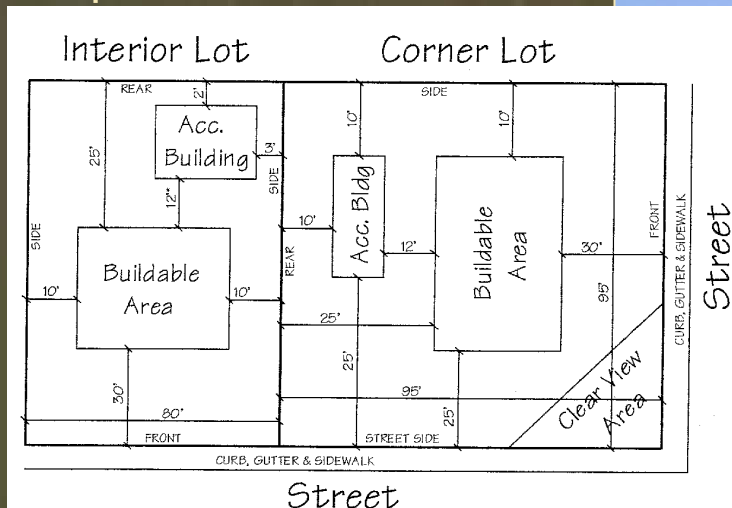 Interior Lot
Corner Lot
REAR
SIDE
2'
Acc.
Building
25'
3'
SIDE
12'*
SIDE
Buildable
Area
10'
10'
30'
80'
FRONT
10'
10'
Acc. Bldg
10'
12'
REAR
Buildable
Area
30'
FRONT
95'
25'
25'
25'
95'
Clear View
Area
STREET SIDE
CURB, GUTTER & SIDEWALK
Street
CURB, GUTTER & SIDEWALK
Street